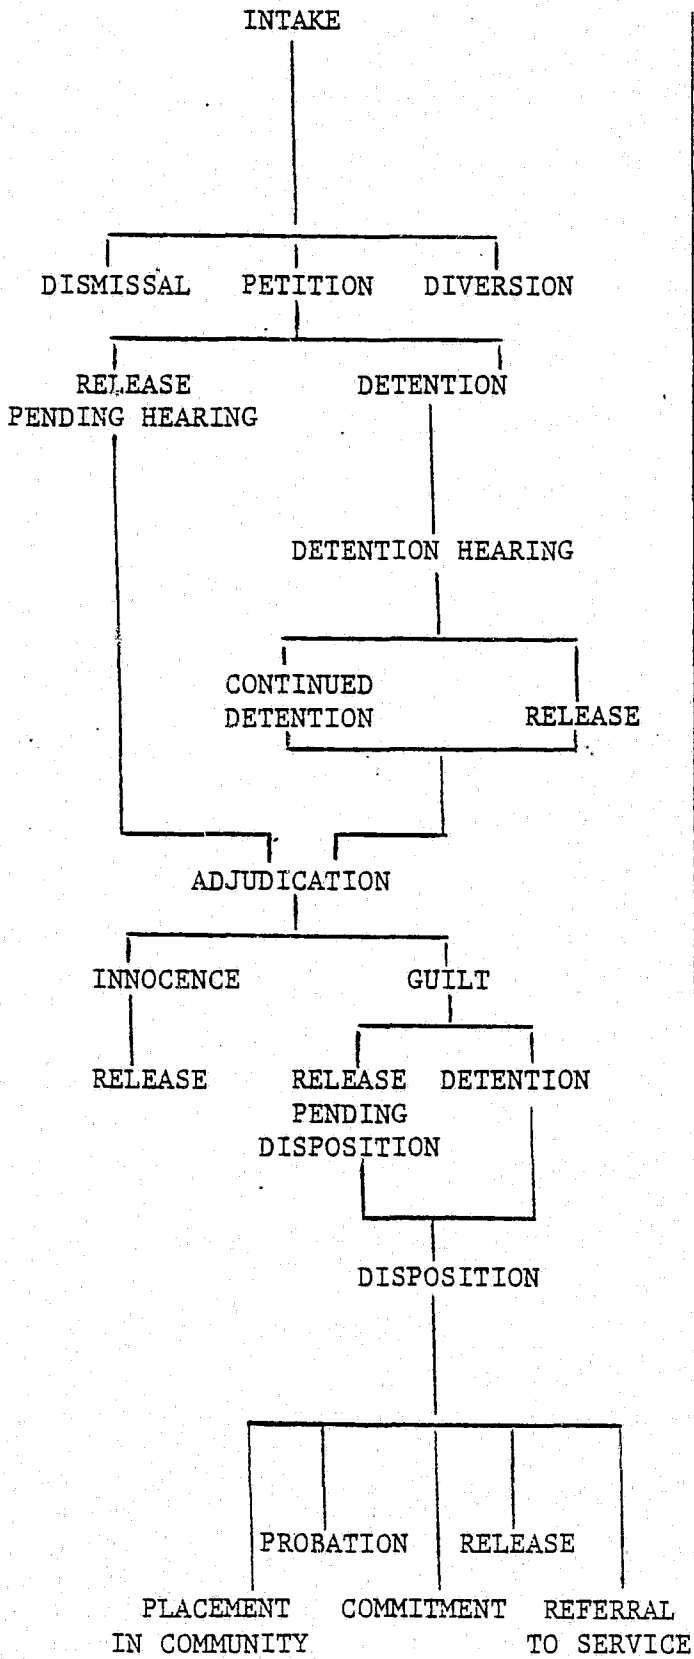 INTAKE
DISMISSAL PETITION DIVERSION
RELEASE
PENDING HEARING
DETENTION
DETENTION HEARING
CONTINUED
DETENTION
RELEASE
ADJUDICATION
INNOCENCE GUILT
RELEASE
RELEASE
PENDING
DISPOSITION
DETENTION
DISPOSITION
PROBATION RELEASE
PLACEMENT
IN COMMUNITY
COMMITMENT
REFERRAL
TO SERVICE